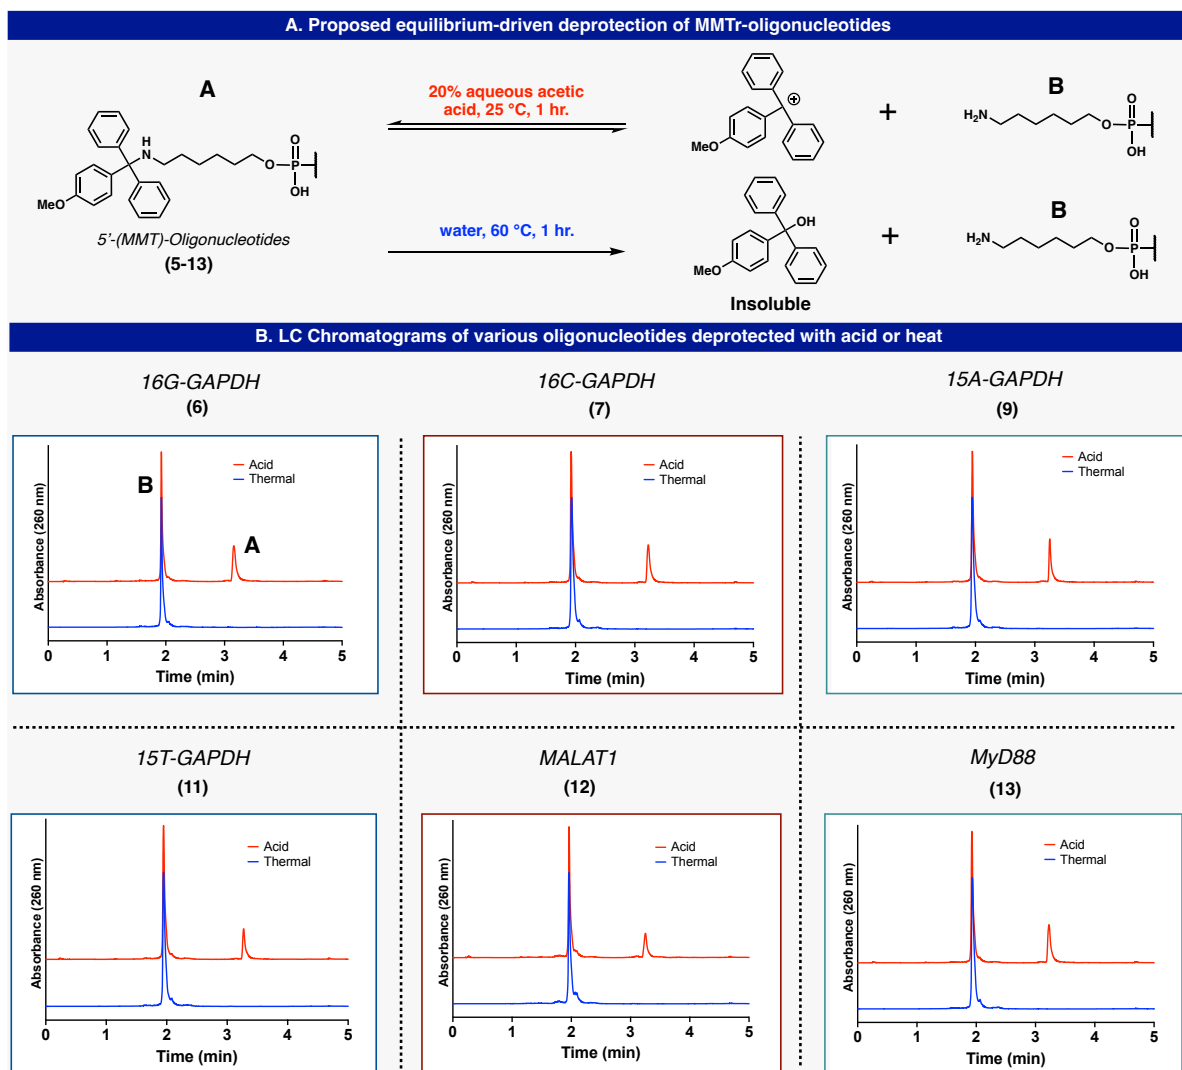 A. Proposed equilibrium-driven deprotection of MMTr-oligonucleotides
A
H
N
MeO
O
O
P
OH
5'-(MMT)-Oligonucleotides
(5-13)
20% aqueous acetic
acid, 25 °C, 1 hr.
water, 60 °C, 1 hr.
⊕
MeO
+
B
H₂N
O
O
P
OH
OH
MeO
Insoluble
+
B
H₂N
O
O
P
OH
B. LC Chromatograms of various oligonucleotides deprotected with acid or heat
16G-GAPDH
(6)
Absorbance (260 nm)
B
A
Acid
Thermal
0 1 2 3 4 5
Time (min)
16C-GAPDH
(7)
Absorbance (260 nm)
Acid
Thermal
0 1 2 3 4 5
Time (min)
15A-GAPDH
(9)
Absorbance (260 nm)
Acid
Thermal
0 1 2 3 4 5
Time (min)
15T-GAPDH
(11)
Absorbance (260 nm)
Acid
Thermal
0 1 2 3 4 5
Time (min)
MALAT1
(12)
Absorbance (260 nm)
Acid
Thermal
0 1 2 3 4 5
Time (min)
MyD88
(13)
Absorbance (260 nm)
Acid
Thermal
0 1 2 3 4 5
Time (min)